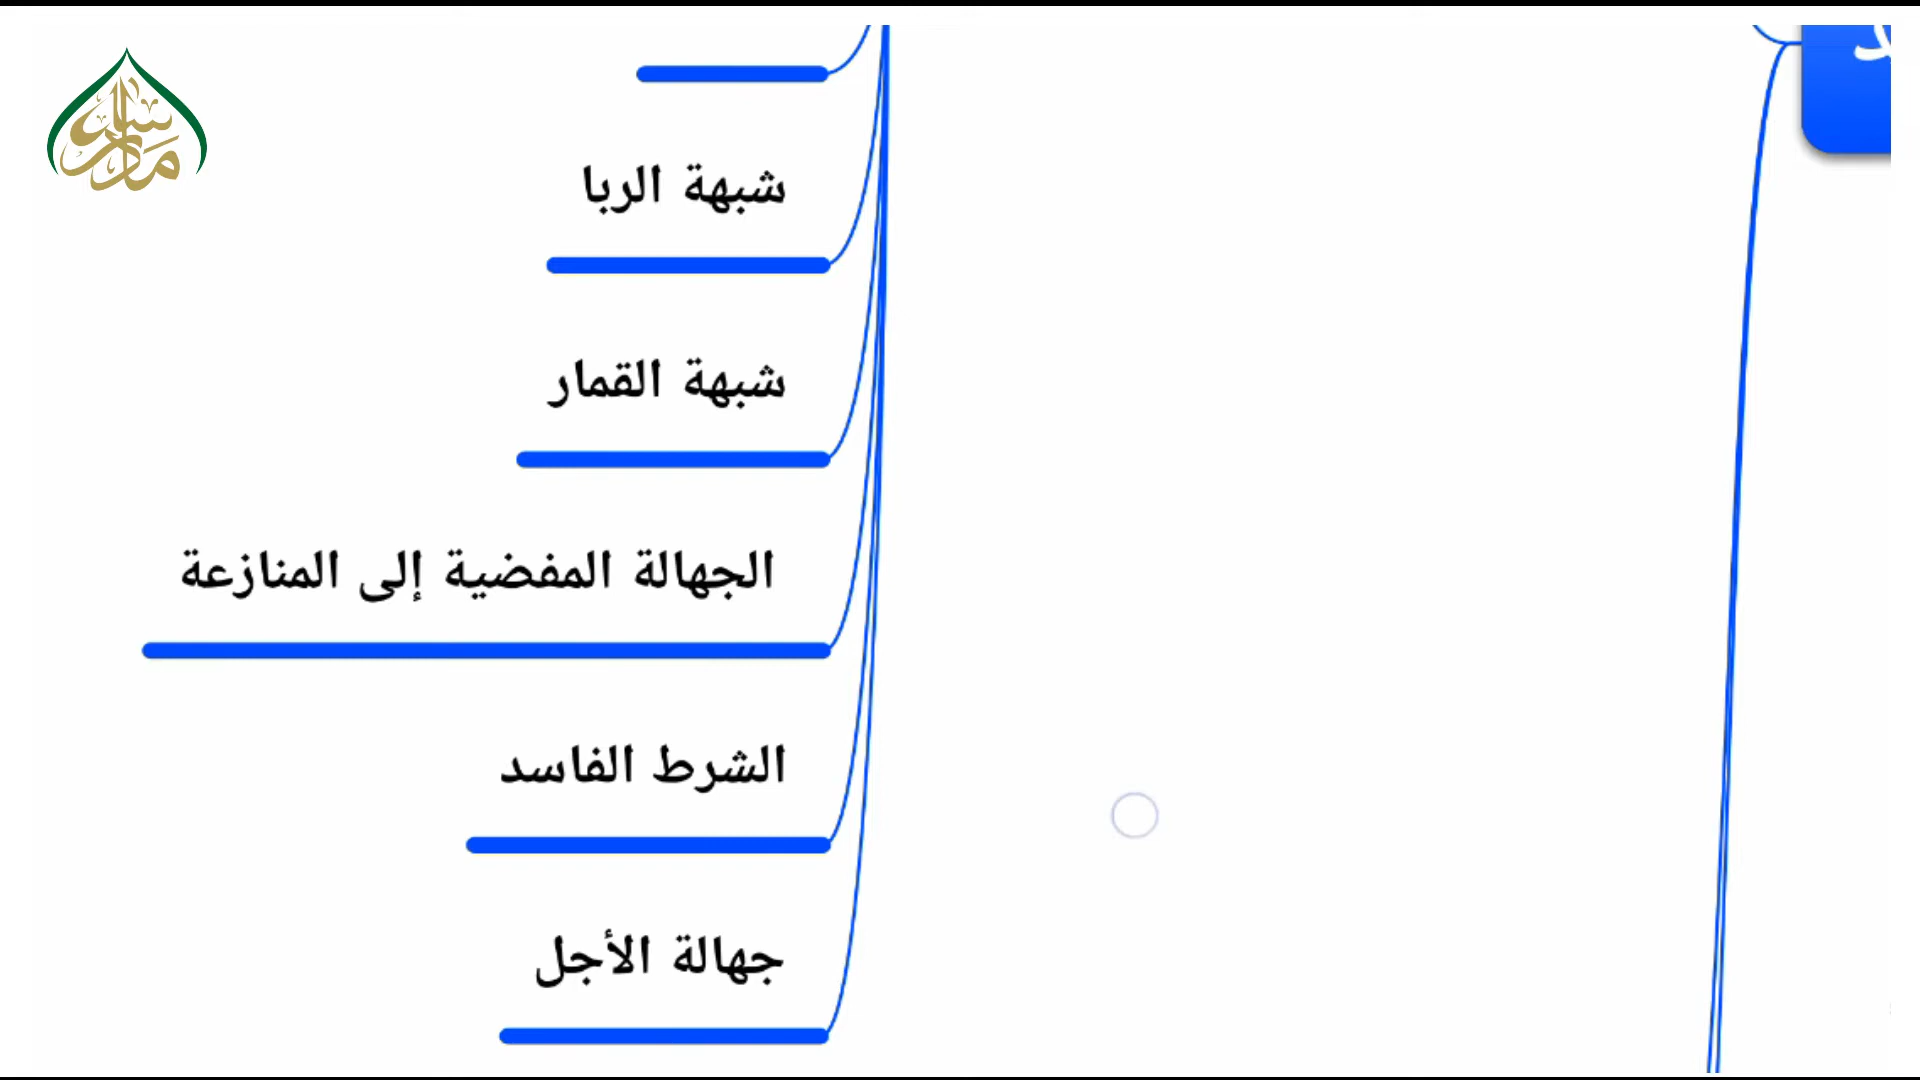 شبهة الربا
شبهة القمار
الجهالة المفضية إلى المنازعة
الشرط الفاسد
جهالة الأجل